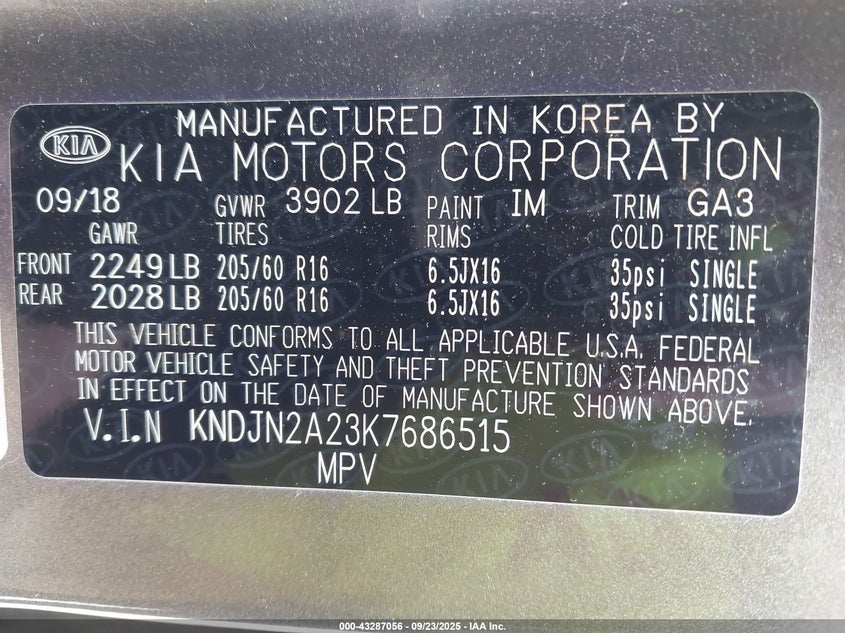 MANUFACTURED IN KOREA BY
KIA KIA MOTORS CORPORATION
09/18 GVWR 3902 LB PAINT IM TRIM GA3
GAWR TIRES RIMS COLD TIRE INFL
FRONT 2249 LB 205/60 R16 6.5JX16 35psi SINGLE
REAR 2028 LB 205/60 R16 6.5JX16 35psi SINGLE
THIS VEHICLE CONFORMS TO ALL APPLICABLE U.S.A. FEDERAL
MOTOR VEHICLE SAFETY AND THEFT PREVENTION STANDARDS
IN EFFECT ON THE DATE OF MANUFACTURE SHOWN ABOVE.
V.I.N KNDJN2A23K7686515
MPV
000-43287056 - 09/23/2025 - IAA Inc.